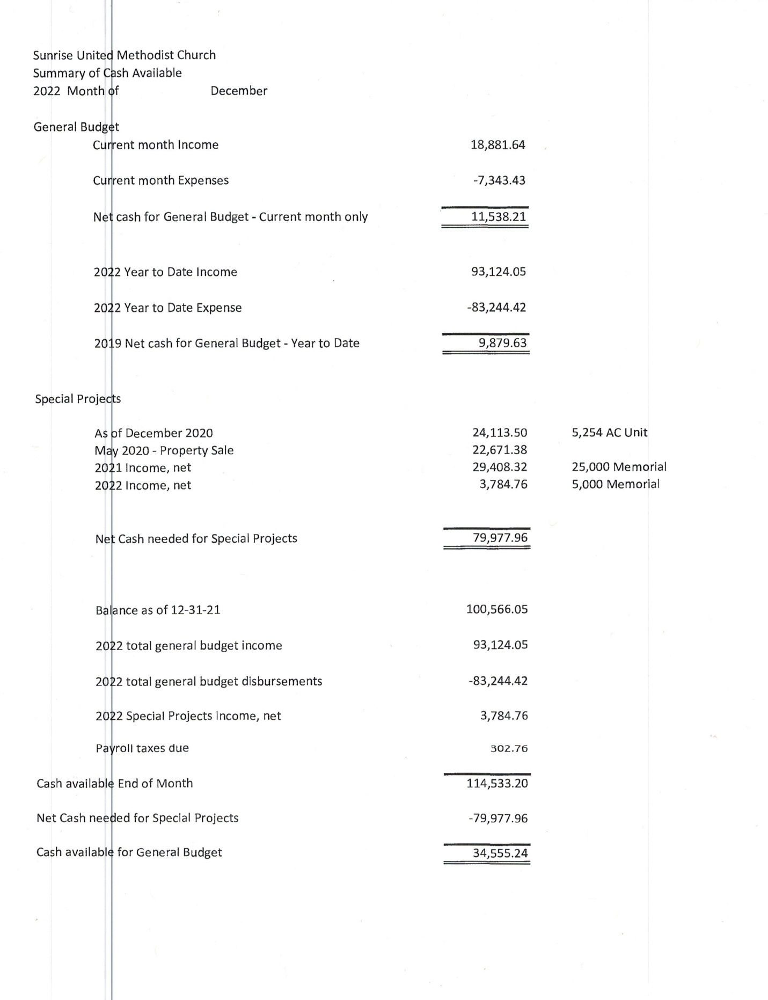 Sunrise United Methodist Church
Summary of Cash Available
2022 Month of December
General Budget
Current month Income 18,881.64
Current month Expenses -7,343.43
Net cash for General Budget - Current month only 11,538.21
2022 Year to Date Income 93,124.05
2022 Year to Date Expense -83,244.42
2019 Net cash for General Budget - Year to Date 9,879.63
Special Projects
As of December 2020 24,113.50 5,254 AC Unit
May 2020 - Property Sale 22,671.38
2021 Income, net 29,408.32 25,000 Memorial
2022 Income, net 3,784.76 5,000 Memorial
Net Cash needed for Special Projects 79,977.96
Balance as of 12-31-21 100,566.05
2022 total general budget income 93,124.05
2022 total general budget disbursements -83,244.42
2022 Special Projects income, net 3,784.76
Payroll taxes due 302.76
Cash available End of Month 114,533.20
Net Cash needed for Special Projects -79,977.96
Cash available for General Budget 34,555.24